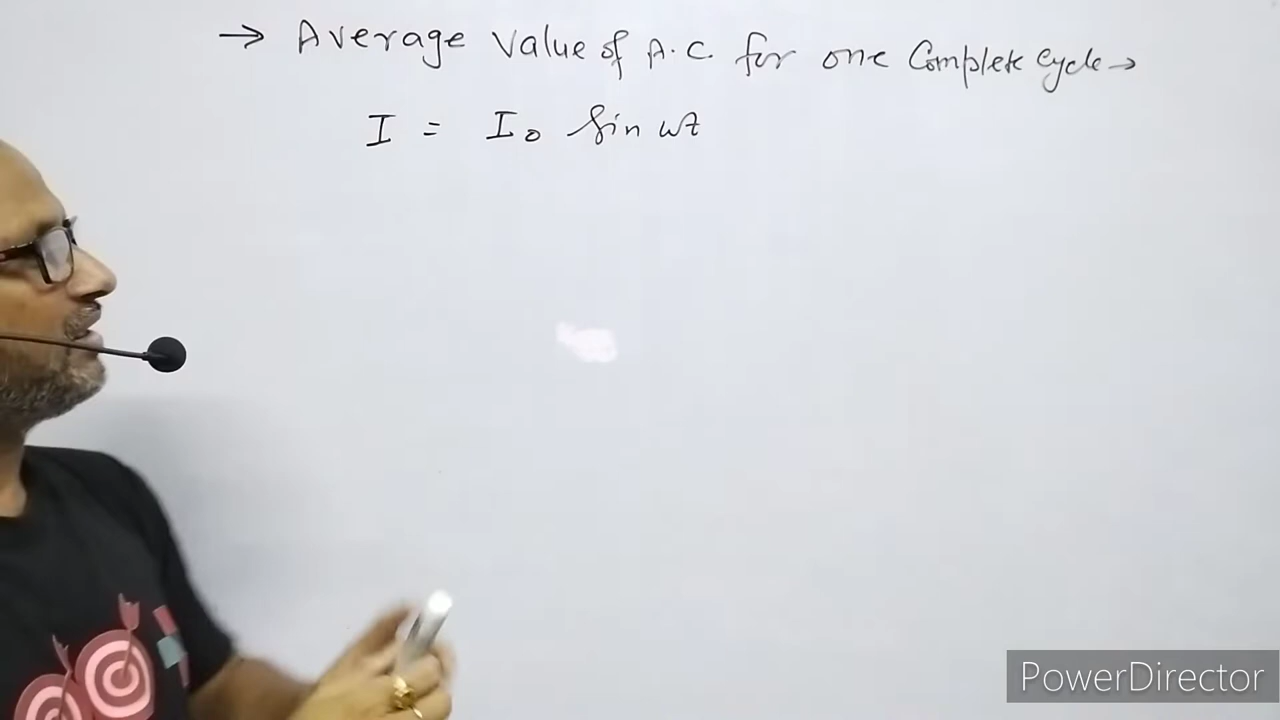 → Average Value of A.C. for one Complete Cycle →
I = I₀ Sin ωt
PowerDirector